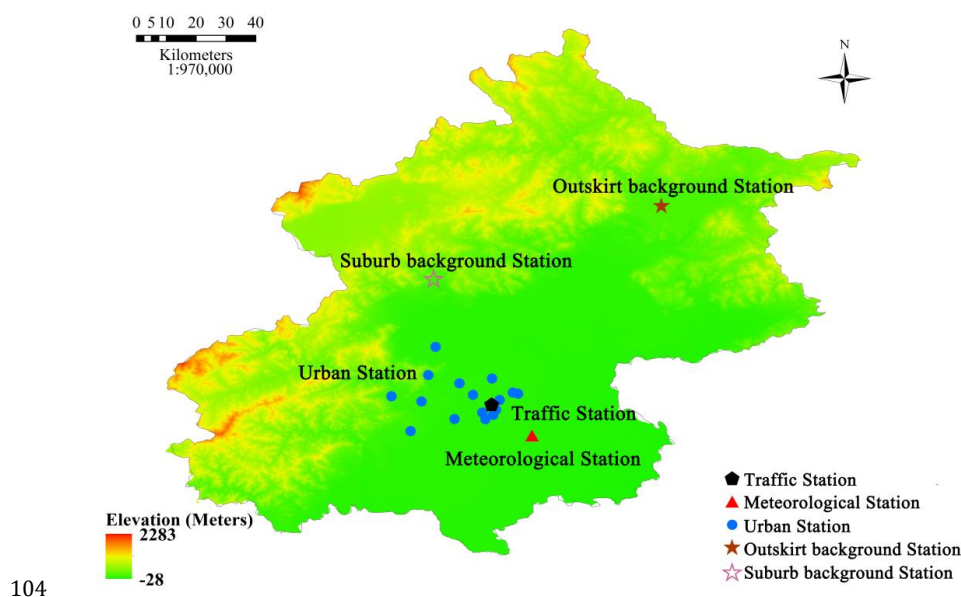 0 5 10 20 30 40
Kilometers
1:970,000
N
Outskirt background Station
Suburb background Station
Urban Station
Traffic Station
Meteorological Station
Traffic Station
Meteorological Station
Urban Station
Outskirt background Station
Suburb background Station
Elevation (Meters)
2283
-28
104